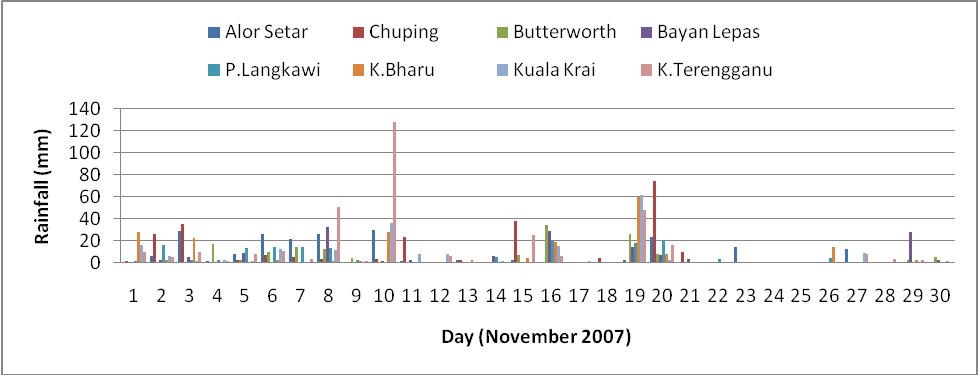 Alor Setar Chuping Butterworth Bayan Lepas
P.Langkawi K.Bharu Kuala Krai K.Terengganu
Rainfall (mm)
140
120
100
80
60
40
20
0
1 2 3 4 5 6 7 8 9 10 11 12 13 14 15 16 17 18 19 20 21 22 23 24 25 26 27 28 29 30
Day (November 2007)